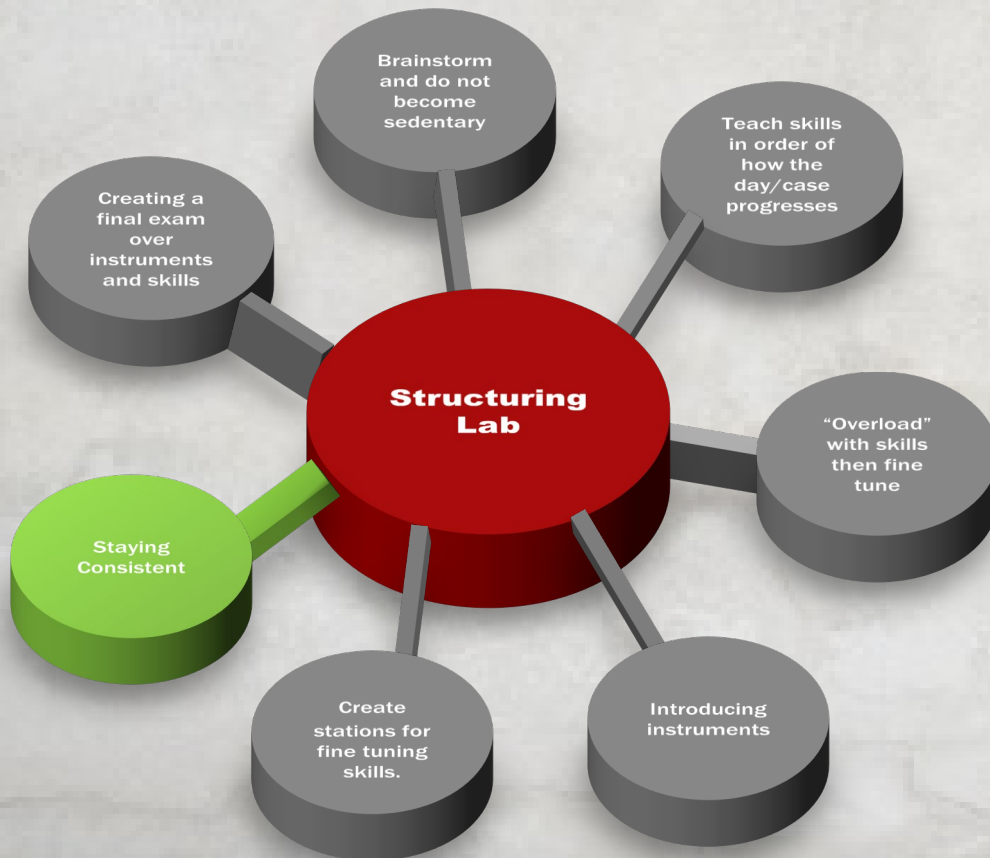 Brainstorm
and do not
become
sedentary
Teach skills
in order of
how the
day/case
progresses
Creating a
final exam
over
instruments
and skills
Structuring
Lab
“Overload”
with skills
then fine
tune
Staying
Consistent
Create
stations for
fine tuning
skills.
Introducing
instruments